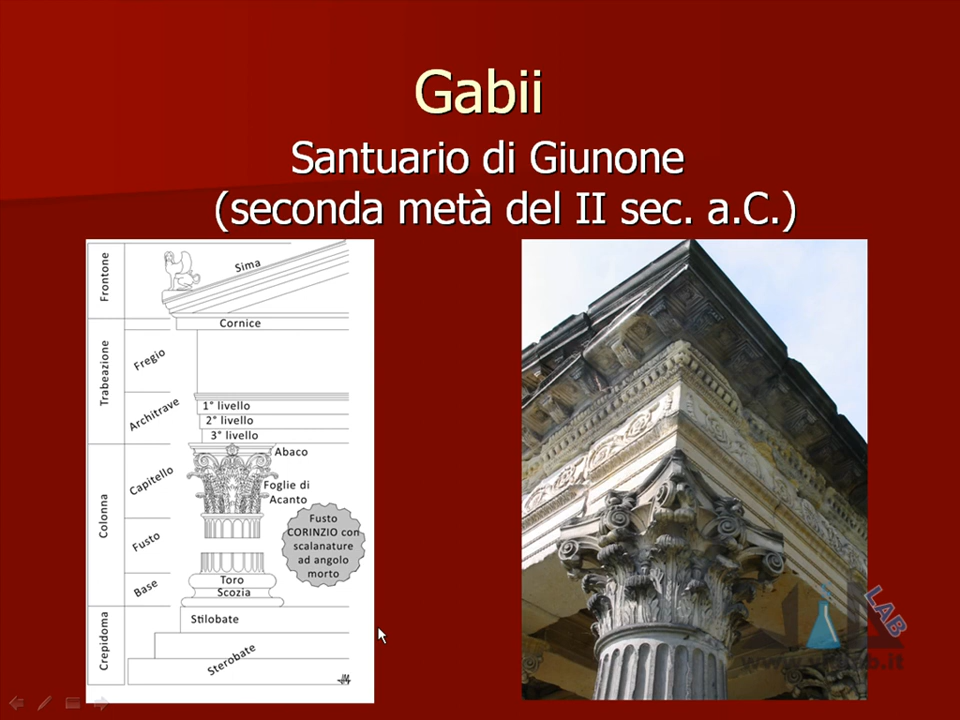 Gabii
Santuario di Giunone
(seconda metà del II sec. a.C.)
Frontone
Sima
Cornice
Trabeazione
Fregio
Architrave
1° livello
2° livello
3° livello
Colonna
Capitello
Abaco
Foglie di
Acanto
Fusto
Fusto
CORINZIO con
scalanature
ad angolo
morto
Base
Toro
Scozia
Crepidoma
Stilobate
Sterobate
LAB